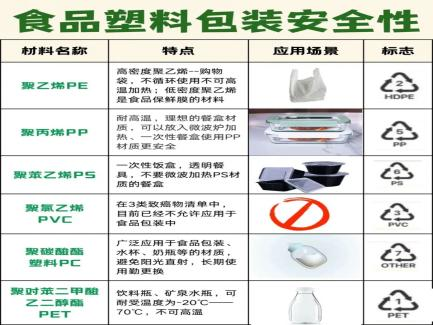 食品塑料包装安全性
材料名称 特点 应用场景 标志
聚乙烯PE
高密度聚乙烯--购物
袋，不循环使用不可高
温加热；低密度聚乙烯
是食品保鲜膜的材料
2
HDPE
聚丙烯PP
耐高温，理想的餐盒材
质，可以放入微波炉加
热、一次性餐盒使用PP
材质更安全
5
PP
聚苯乙烯PS
一次性饭盒，透明餐
具，不要微波加热PS材
质的餐盒
6
PS
聚氯乙烯
PVC
在3类致癌物清单中，
目前已经不允许应用于
食品包装中
3
PVC
聚碳酸酯
塑料PC
广泛应用于食品包装、
水杯、奶瓶等的材质，
避免阳光直射，长期使
用勤更换
7
OTHER
聚对苯二甲酸
乙二醇酯
PET
饮料瓶、矿泉水瓶，可
耐受温度为-20℃——
70℃，不可高温
1
PET